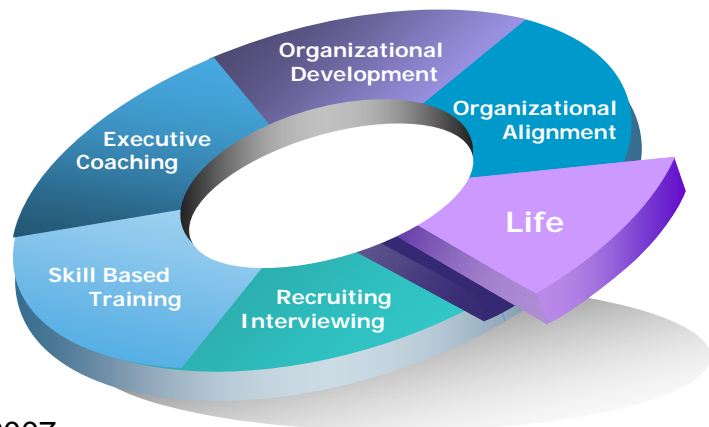 Organizational
Development
Organizational
Alignment
Executive
Coaching
Life
Skill Based
Training
Recruiting
Interviewing